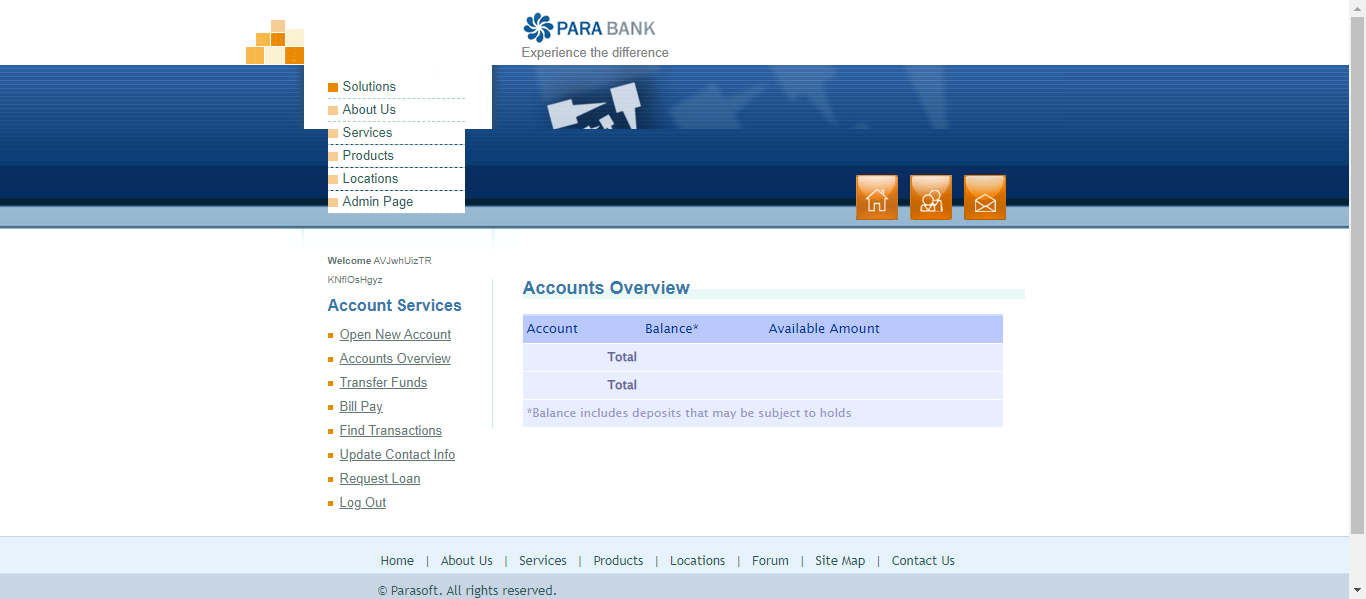 PARA BANK
Experience the difference
Solutions
About Us
Services
Products
Locations
Admin Page
Welcome AVJwhUizTR
KNflOsHgyz
Account Services
Open New Account
Accounts Overview
Transfer Funds
Bill Pay
Find Transactions
Update Contact Info
Request Loan
Log Out
Accounts Overview
Account Balance* Available Amount
Total
Total
*Balance includes deposits that may be subject to holds
Home | About Us | Services | Products | Locations | Forum | Site Map | Contact Us
© Parasoft. All rights reserved.